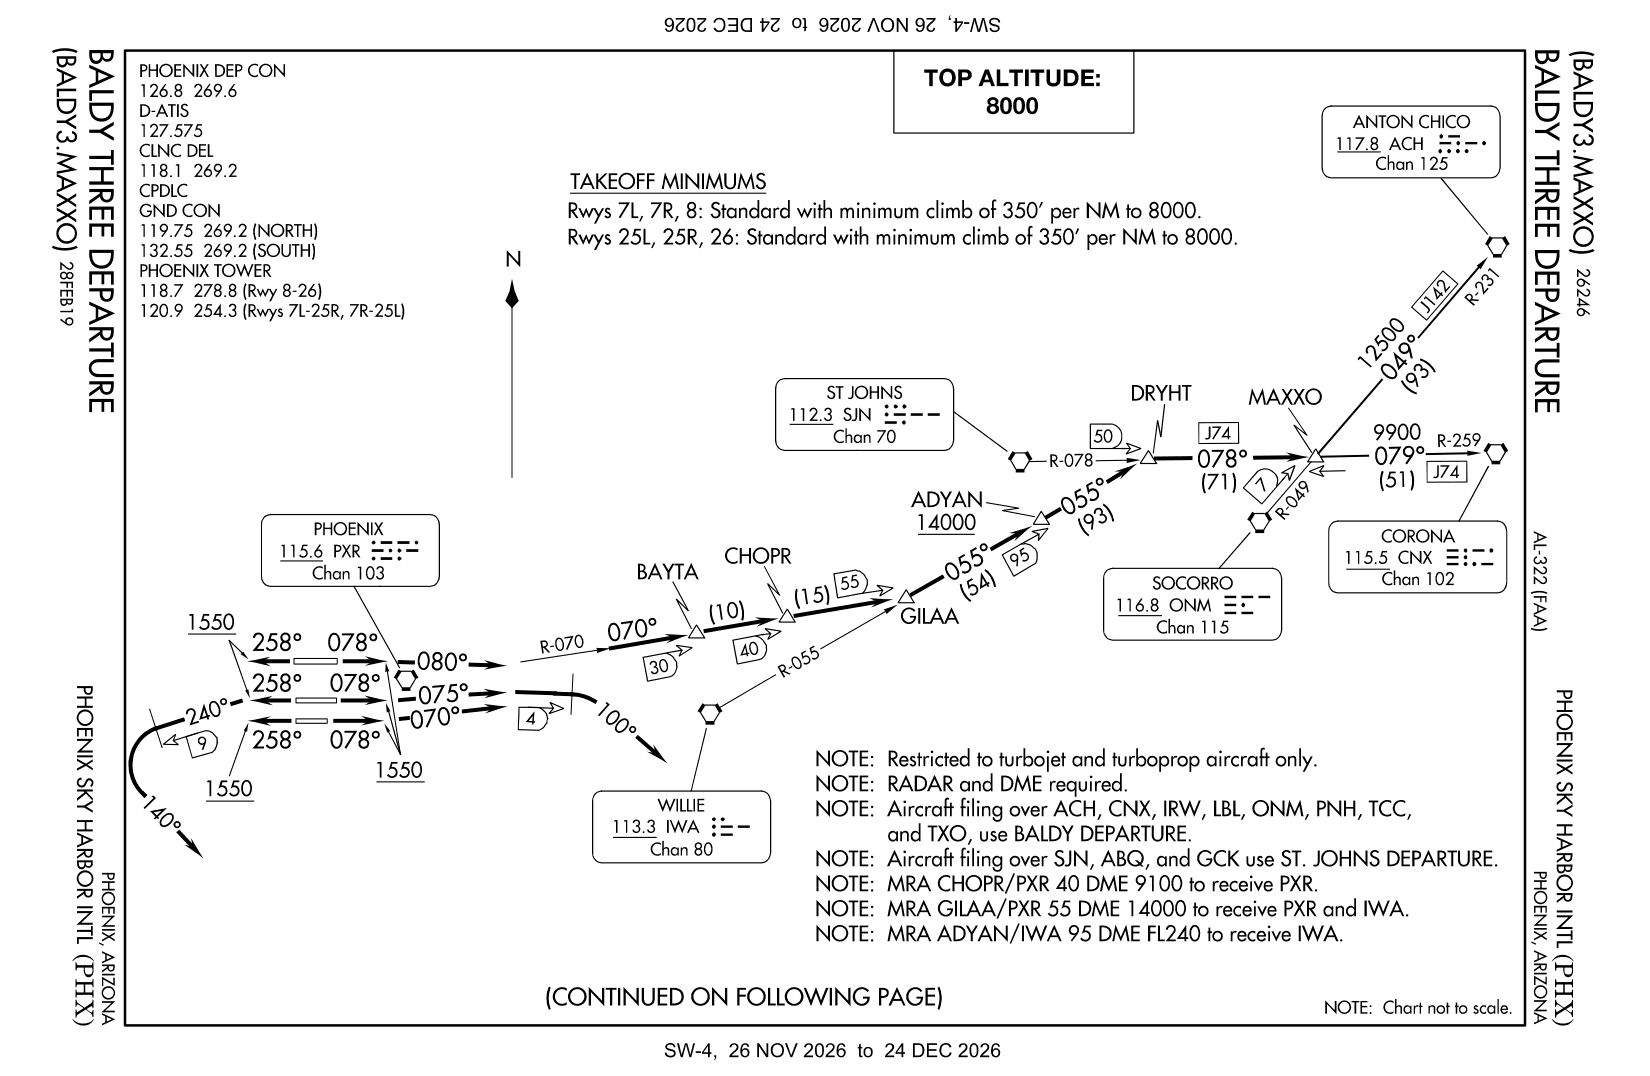 SW-4, 26 NOV 2026 to 24 DEC 2026
(BALDY3.MAXXO) 28FEB19
BALDY THREE DEPARTURE
PHOENIX SKY HARBOR INTL (PHX)
PHOENIX, ARIZONA
PHOENIX DEP CON
126.8 269.6
D-ATIS
127.575
CLNC DEL
118.1 269.2
CPDLC
GND CON
119.75 269.2 (NORTH)
132.55 269.2 (SOUTH)
PHOENIX TOWER
118.7 278.8 (Rwy 8-26)
120.9 254.3 (Rwys 7L-25R, 7R-25L)
TOP ALTITUDE:
8000
TAKEOFF MINIMUMS
Rwys 7L, 7R, 8: Standard with minimum climb of 350' per NM to 8000.
Rwys 25L, 25R, 26: Standard with minimum climb of 350' per NM to 8000.
N
ANTON CHICO
117.8 ACH
Chan 125
R-231
J142
12500
049°
(93)
ST JOHNS
112.3 SJN
Chan 70
R-078
50
DRYHT
J74
078°
(71)
MAXXO
9900
079°
(51)
R-259
J74
7
R-049
CORONA
115.5 CNX
Chan 102
SOCORRO
116.8 ONM
Chan 115
ADYAN
14000
055°
(93)
95
055°
(54)
GILAA
PHOENIX
115.6 PXR
Chan 103
BAYTA
CHOPR
(10)
(15)
55
40
30
R-070
070°
R-055
1550
258° 078°
080°
258° 078°
075°
070°
258° 078°
1550
1550
240°
9
140°
4
100°
WILLIE
113.3 IWA
Chan 80
NOTE: Restricted to turbojet and turboprop aircraft only.
NOTE: RADAR and DME required.
NOTE: Aircraft filing over ACH, CNX, IRW, LBL, ONM, PNH, TCC,
and TXO, use BALDY DEPARTURE.
NOTE: Aircraft filing over SJN, ABQ, and GCK use ST. JOHNS DEPARTURE.
NOTE: MRA CHOPR/PXR 40 DME 9100 to receive PXR.
NOTE: MRA GILAA/PXR 55 DME 14000 to receive PXR and IWA.
NOTE: MRA ADYAN/IWA 95 DME FL240 to receive IWA.
(CONTINUED ON FOLLOWING PAGE)
NOTE: Chart not to scale.
(BALDY3.MAXXO) 26246
BALDY THREE DEPARTURE
AL-322 (FAA)
PHOENIX SKY HARBOR INTL (PHX)
PHOENIX, ARIZONA
SW-4, 26 NOV 2026 to 24 DEC 2026